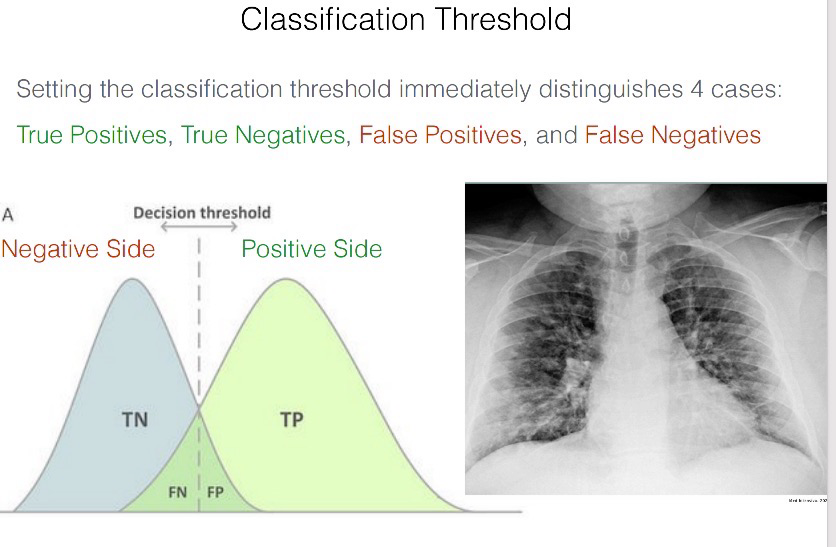 Classification Threshold
Setting the classification threshold immediately distinguishes 4 cases:
True Positives, True Negatives, False Positives, and False Negatives
A
Decision threshold
Negative Side
Positive Side
TN
TP
FN
FP